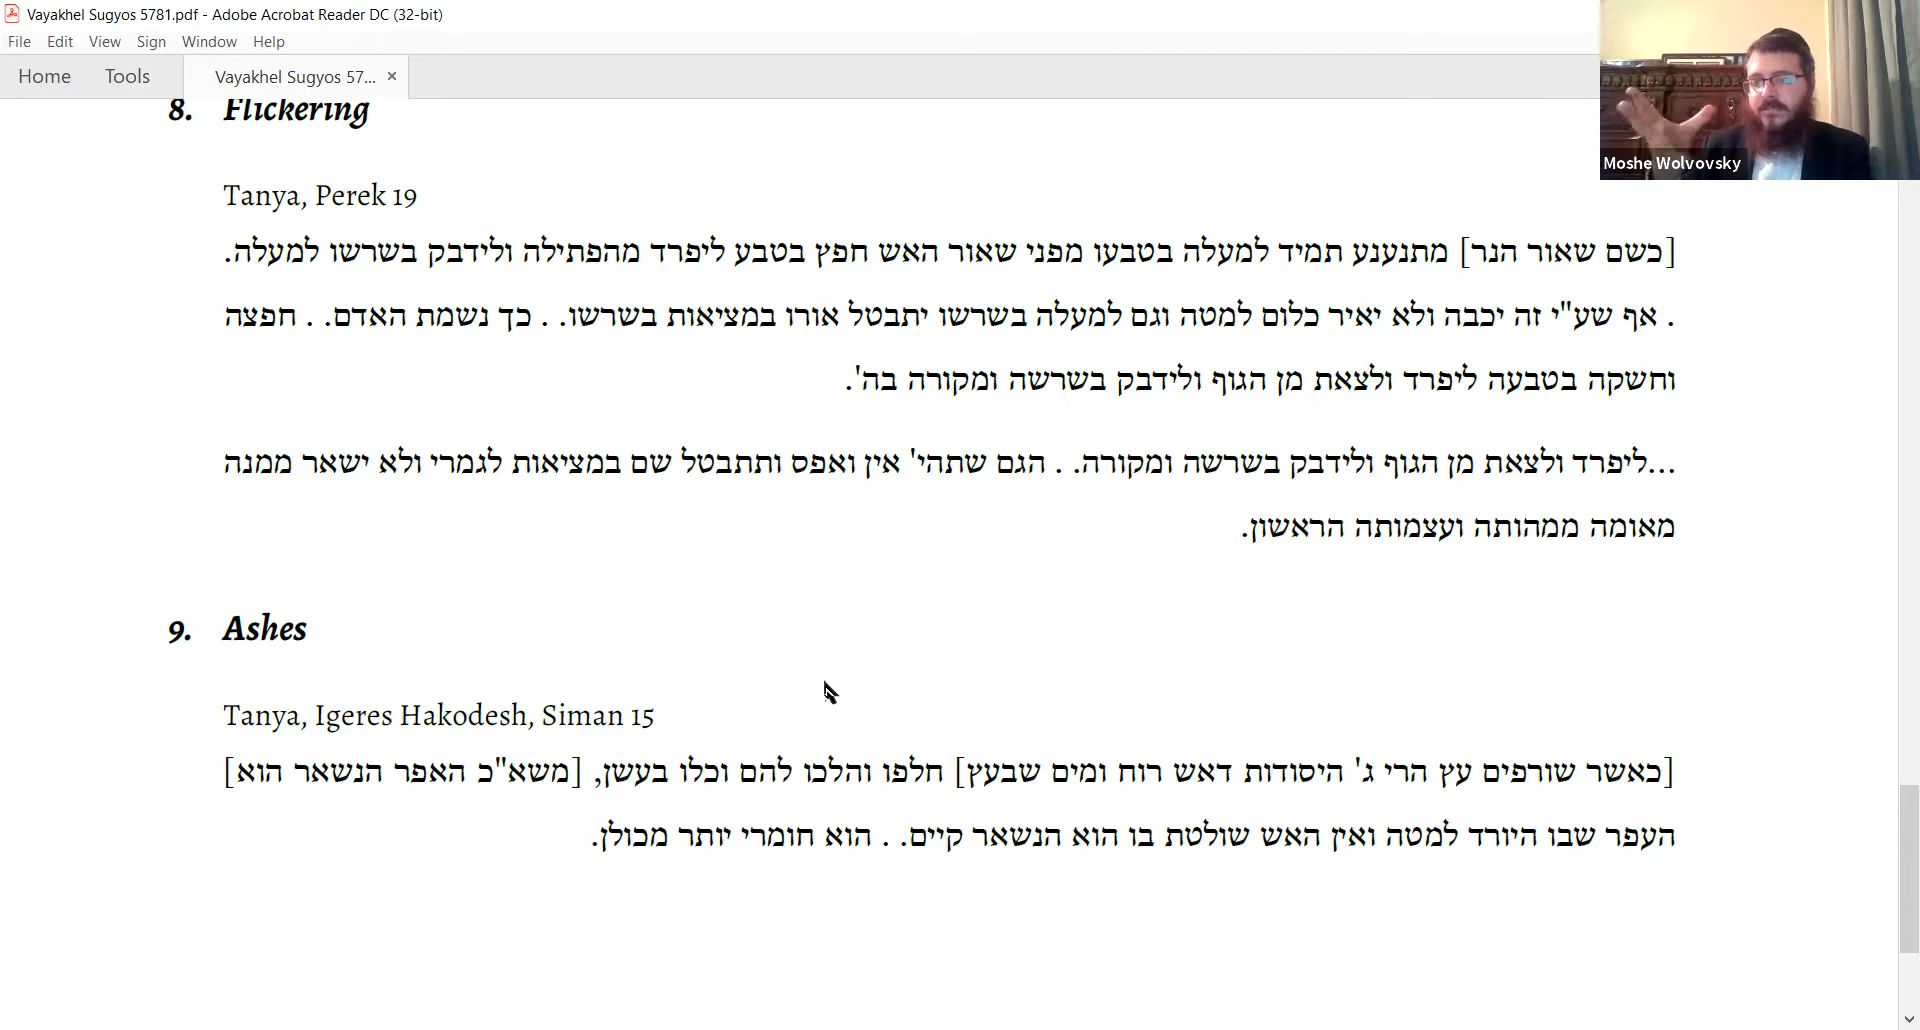 Vayakhel Sugyos 5781.pdf - Adobe Acrobat Reader DC (32-bit)
File Edit View Sign Window Help
Home Tools Vayakhel Sugyos 57... ×
Moshe Wolvovsky
8. Flickering
Tanya, Perek 19
[כשם שאור הנר] מתנענע תמיד למעלה בטבעו מפני שאור האש חפץ בטבע ליפרד מהפתילה ולידבק בשרשו למעלה.
. אף שע"י זה יכבה ולא יאיר כלום למטה וגם למעלה בשרשו יתבטל אורו במציאות בשרשו. . כך נשמת האדם. . חפצה
וחשקה בטבעה ליפרד ולצאת מן הגוף ולידבק בשרשה ומקורה בה'.
...ליפרד ולצאת מן הגוף ולידבק בשרשה ומקורה. . הגם שתהי' אין ואפס ותתבטל שם במציאות לגמרי ולא ישאר ממנה
מאומה ממהותה ועצמותה הראשון.
9. Ashes
Tanya, Igeres Hakodesh, Siman 15
[כאשר שורפים עץ הרי ג' היסודות דאש רוח ומים שבעץ] חלפו והלכו להם וכלו בעשן, [משא"כ האפר הנשאר הוא]
העפר שבו היורד למטה ואין האש שולטת בו הוא הנשאר קיים. . הוא חומרי יותר מכולן.